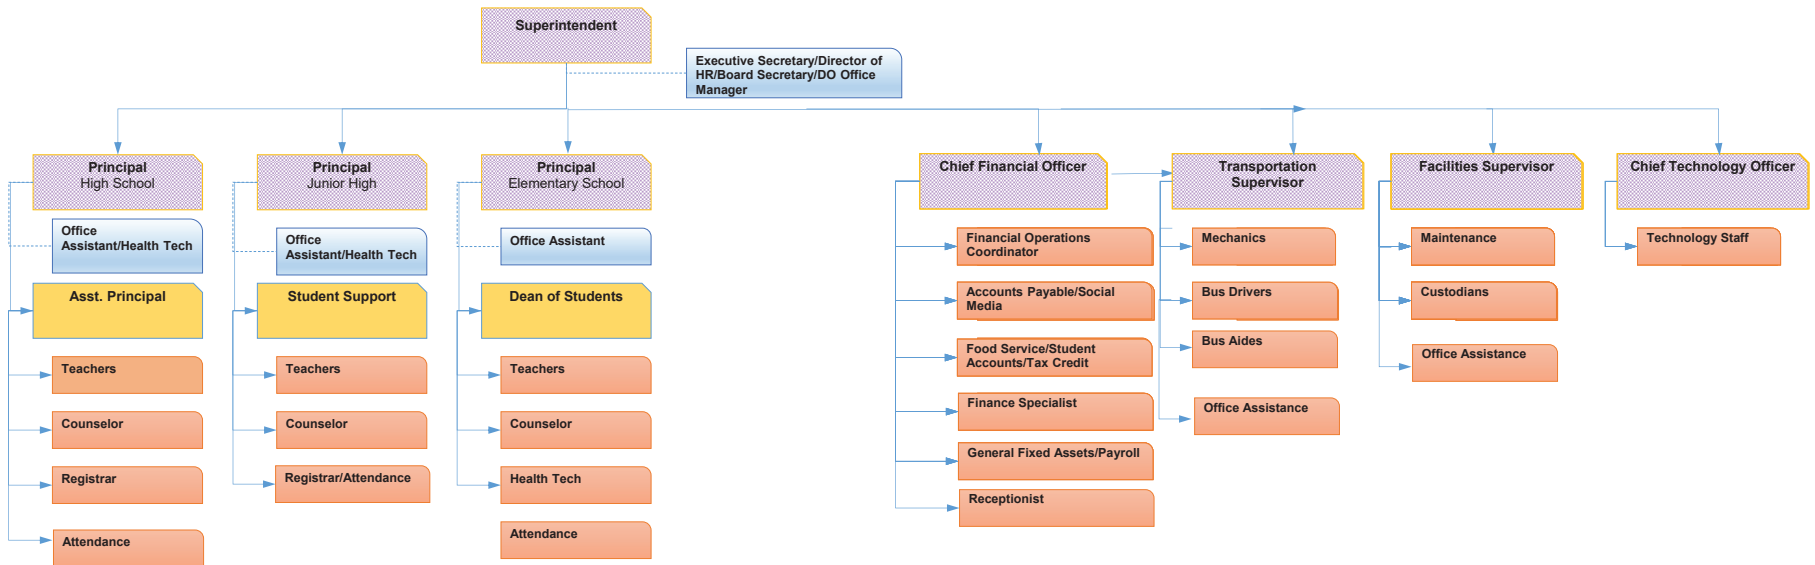 Superintendent
Executive Secretary/Director of
HR/Board Secretary/DO Office
Manager
Principal
High School
Principal
Junior High
Principal
Elementary School
Chief Financial Officer
Transportation
Supervisor
Facilities Supervisor
Chief Technology Officer
Office
Assistant/Health Tech
Office
Assistant/Health Tech
Office Assistant
Financial Operations
Coordinator
Mechanics
Maintenance
Technology Staff
Asst. Principal
Student Support
Dean of Students
Accounts Payable/Social
Media
Bus Drivers
Custodians
Teachers
Teachers
Teachers
Food Service/Student
Accounts/Tax Credit
Bus Aides
Office Assistance
Counselor
Counselor
Counselor
Finance Specialist
Office Assistance
Registrar
Registrar/Attendance
Health Tech
General Fixed Assets/Payroll
Receptionist
Attendance
Attendance